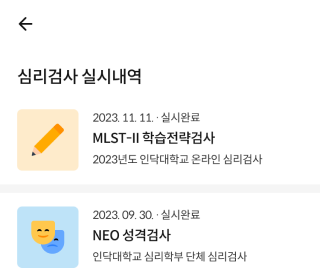 심리검사 실시내역
2023. 11. 11. · 실시완료
MLST-II 학습전략검사
2023년도 인닥대학교 온라인 심리검사
2023. 09. 30. · 실시완료
NEO 성격검사
인닥대학교 심리학부 단체 심리검사